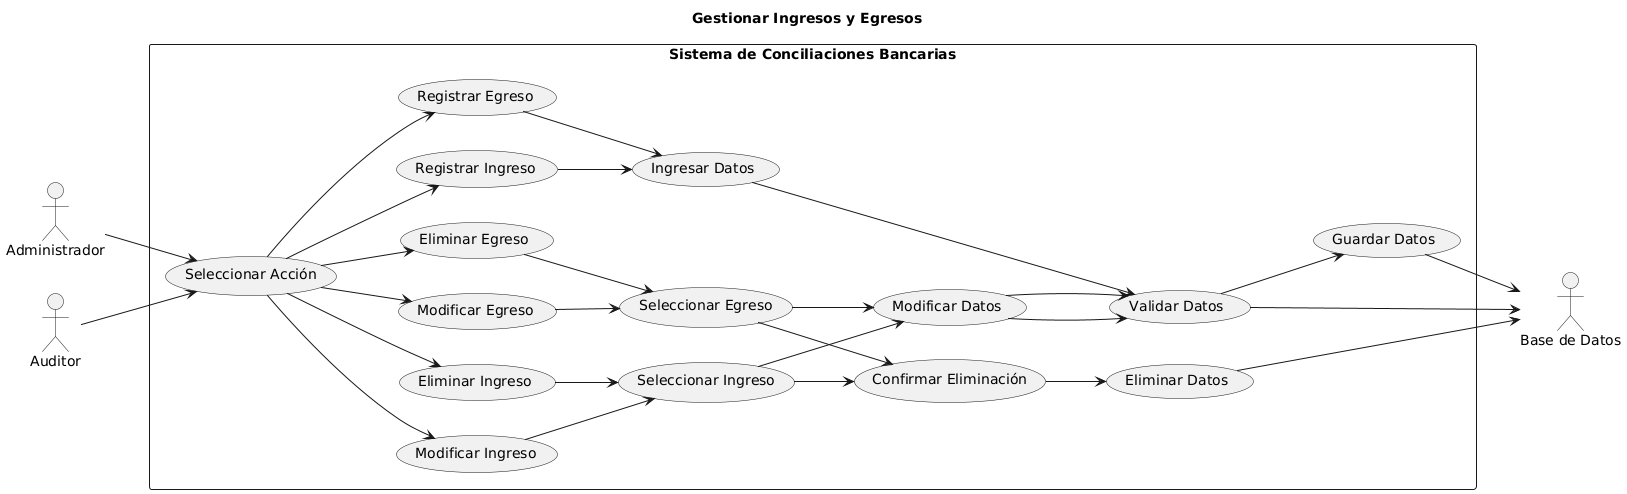 Gestionar Ingresos y Egresos
Sistema de Conciliaciones Bancarias
Registrar Egreso
Registrar Ingreso
Ingresar Datos
Administrador
Eliminar Egreso
Guardar Datos
Seleccionar Acción
Modificar Egreso
Seleccionar Egreso
Modificar Datos
Validar Datos
Base de Datos
Auditor
Eliminar Ingreso
Seleccionar Ingreso
Confirmar Eliminación
Eliminar Datos
Modificar Ingreso